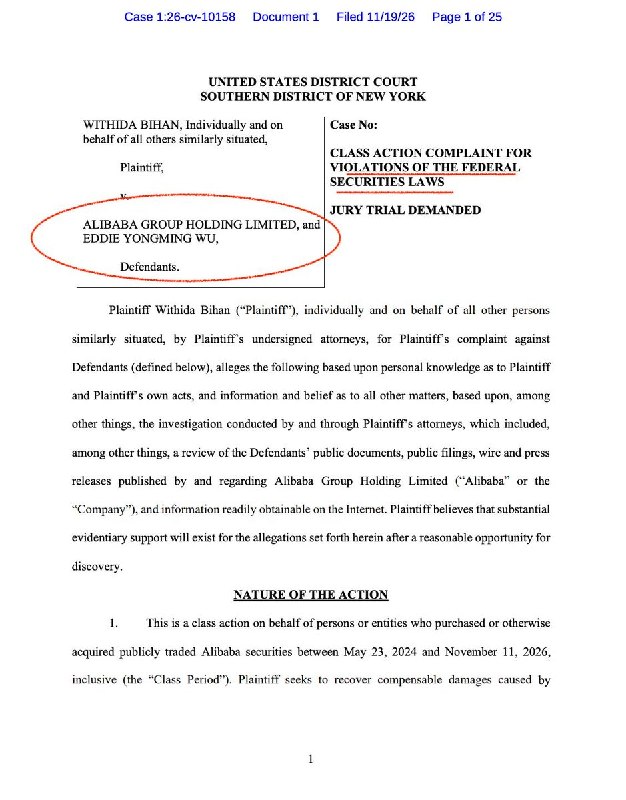 Case 1:26-cv-10158 Document 1 Filed 11/19/26 Page 1 of 25
UNITED STATES DISTRICT COURT
SOUTHERN DISTRICT OF NEW YORK
WITHIDA BIHAN, Individually and on
behalf of all others similarly situated,
Plaintiff,
v.
ALIBABA GROUP HOLDING LIMITED, and
EDDIE YONGMING WU,
Defendants.
Case No:
CLASS ACTION COMPLAINT FOR
VIOLATIONS OF THE FEDERAL
SECURITIES LAWS
JURY TRIAL DEMANDED
Plaintiff Withida Bihan (“Plaintiff”), individually and on behalf of all other persons
similarly situated, by Plaintiff’s undersigned attorneys, for Plaintiff’s complaint against
Defendants (defined below), alleges the following based upon personal knowledge as to Plaintiff
and Plaintiff’s own acts, and information and belief as to all other matters, based upon, among
other things, the investigation conducted by and through Plaintiff’s attorneys, which included,
among other things, a review of the Defendants’ public documents, public filings, wire and press
releases published by and regarding Alibaba Group Holding Limited (“Alibaba” or the
“Company”), and information readily obtainable on the Internet. Plaintiff believes that substantial
evidentiary support will exist for the allegations set forth herein after a reasonable opportunity for
discovery.
NATURE OF THE ACTION
1. This is a class action on behalf of persons or entities who purchased or otherwise
acquired publicly traded Alibaba securities between May 23, 2024 and November 11, 2026,
inclusive (the “Class Period”). Plaintiff seeks to recover compensable damages caused by
1